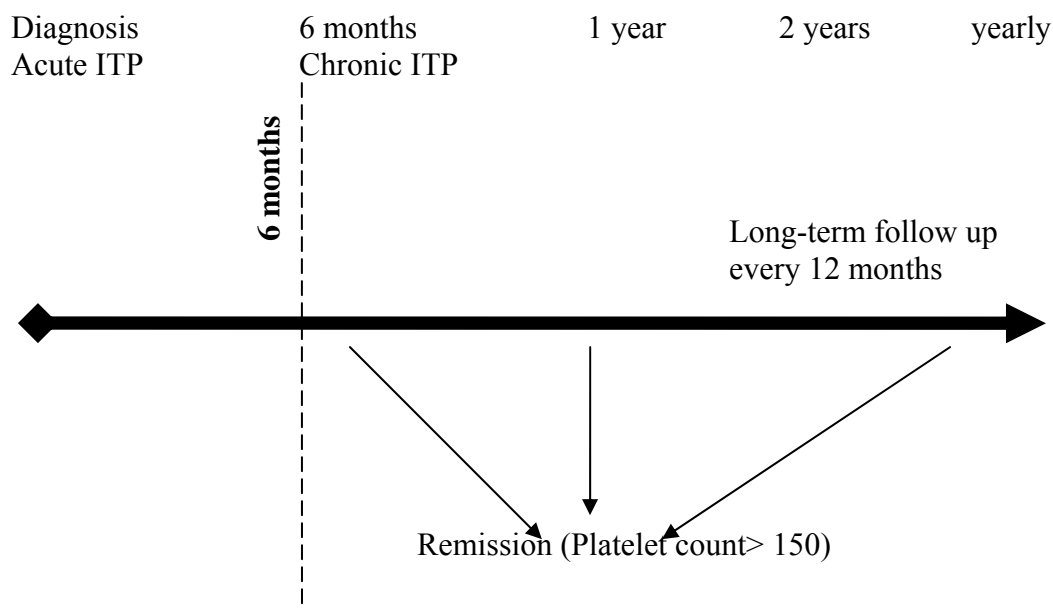 Diagnosis 6 months 1 year 2 years yearly
Acute ITP Chronic ITP
6 months
Long-term follow up
every 12 months
Remission (Platelet count> 150)